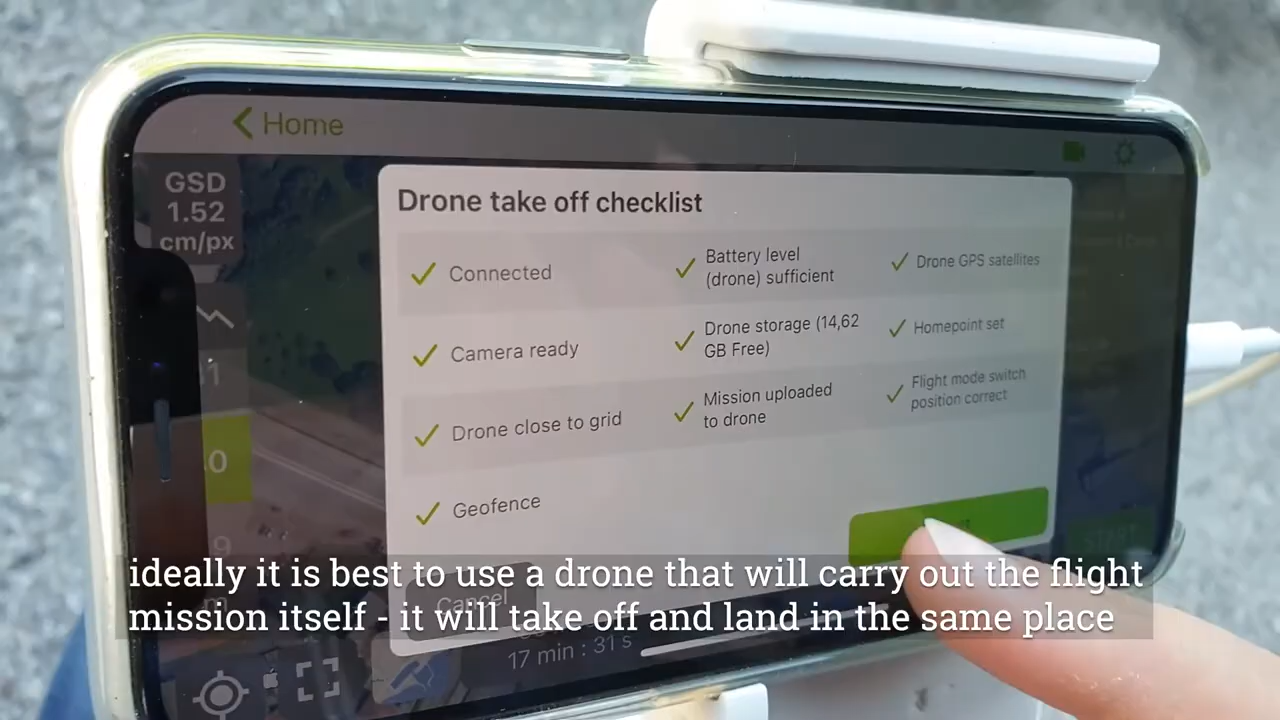 Home
GSD
1.52
cm/px
Drone take off checklist
Connected
Battery level
(drone) sufficient
Drone GPS satellites
Camera ready
Drone storage (14,62
GB Free)
Homepoint set
Drone close to grid
Mission uploaded
to drone
Flight mode switch
position correct
Geofence
Cancel
17 min : 31 s
ideally it is best to use a drone that will carry out the flight
mission itself - it will take off and land in the same place